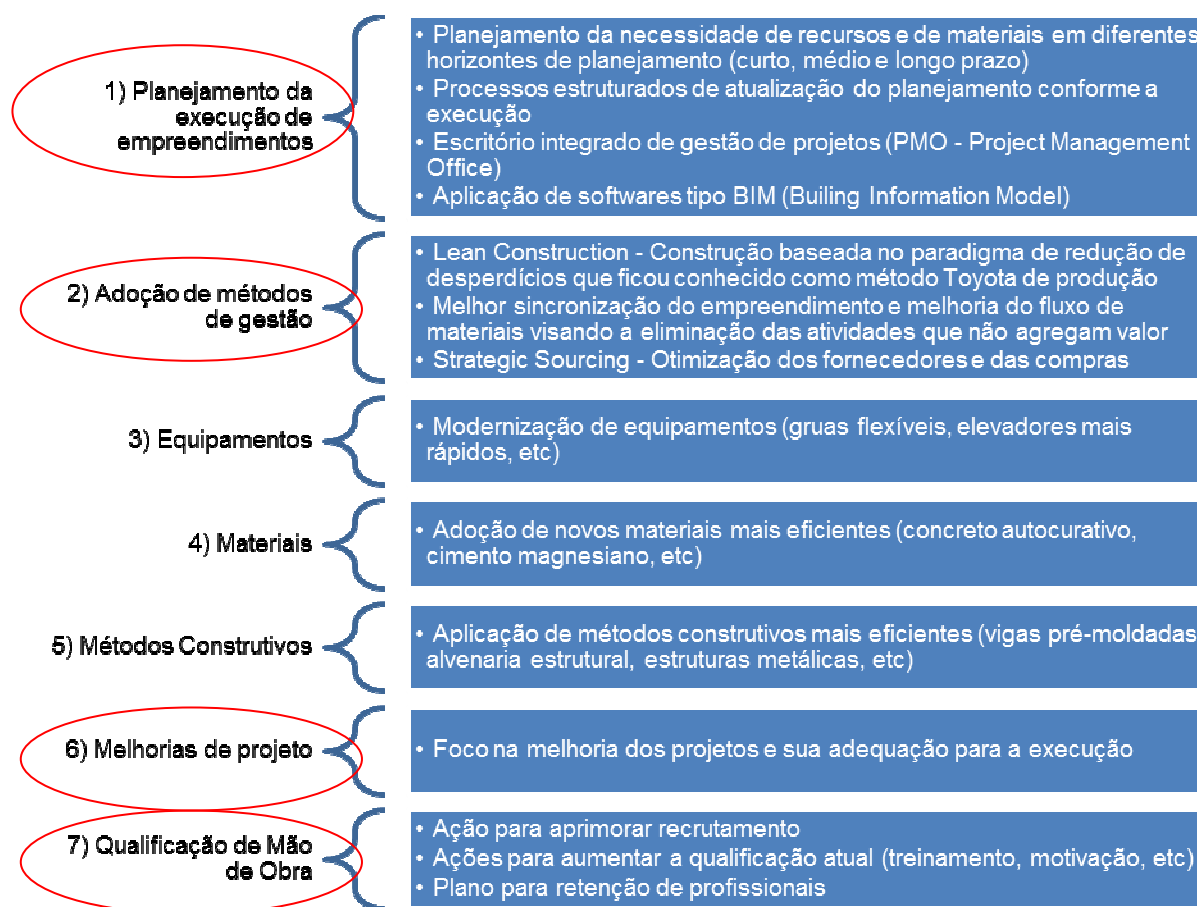 1) Planejamento da
execução de
empreendimentos
• Planejamento da necessidade de recursos e de materiais em diferentes
horizontes de planejamento (curto, médio e longo prazo)
• Processos estruturados de atualização do planejamento conforme a
execução
• Escritório integrado de gestão de projetos (PMO - Project Management
Office)
• Aplicação de softwares tipo BIM (Builing Information Model)
2) Adoção de métodos
de gestão
• Lean Construction - Construção baseada no paradigma de redução de
desperdícios que ficou conhecido como método Toyota de produção
• Melhor sincronização do empreendimento e melhoria do fluxo de
materiais visando a eliminação das atividades que não agregam valor
• Strategic Sourcing - Otimização dos fornecedores e das compras
3) Equipamentos
• Modernização de equipamentos (gruas flexíveis, elevadores mais
rápidos, etc)
4) Materiais
• Adoção de novos materiais mais eficientes (concreto autocurativo,
cimento magnesiano, etc)
5) Métodos Construtivos
• Aplicação de métodos construtivos mais eficientes (vigas pré-moldadas
alvenaria estrutural, estruturas metálicas, etc)
6) Melhorias de projeto
• Foco na melhoria dos projetos e sua adequação para a execução
7) Qualificação de Mão
de Obra
• Ação para aprimorar recrutamento
• Ações para aumentar a qualificação atual (treinamento, motivação, etc)
• Plano para retenção de profissionais